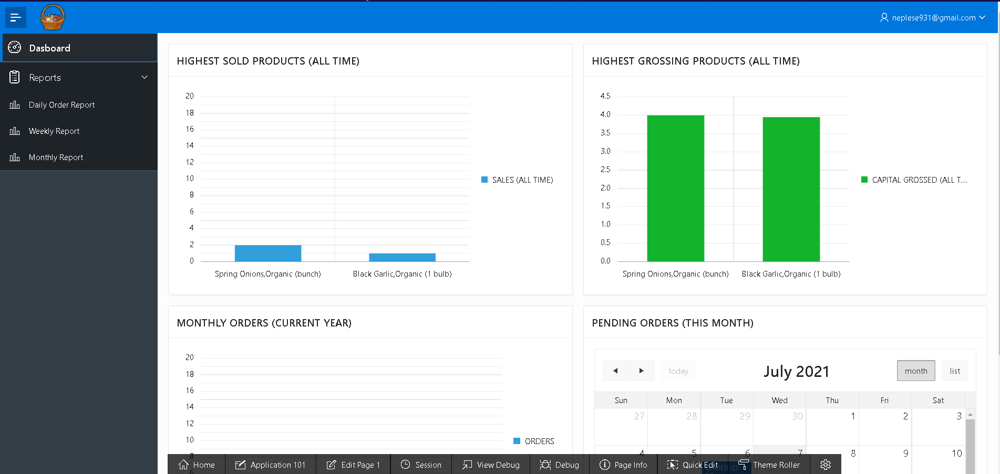 neplese931@gmail.com
Dasboard
Reports
Daily Order Report
Weekly Report
Monthly Report
HIGHEST SOLD PRODUCTS (ALL TIME)
20
18
16
14
12
10
8
6
4
2
0
Spring Onions,Organic (bunch)
Black Garlic,Organic (1 bulb)
SALES (ALL TIME)
HIGHEST GROSSING PRODUCTS (ALL TIME)
4.5
4.0
3.5
3.0
2.5
2.0
1.5
1.0
0.5
0.0
Spring Onions,Organic (bunch)
Black Garlic,Organic (1 bulb)
CAPITAL GROSSED (ALL T...
MONTHLY ORDERS (CURRENT YEAR)
20
18
16
14
12
10
8
6
ORDERS
PENDING ORDERS (THIS MONTH)
today
July 2021
month
list
Sun Mon Tue Wed Thu Fri Sat
27 28 29 30 1 2 3
4 5 6 7 8 9 10
ORDER ID:
Home
Application 101
Edit Page 1
Session
View Debug
Debug
Page Info
Quick Edit
Theme Roller